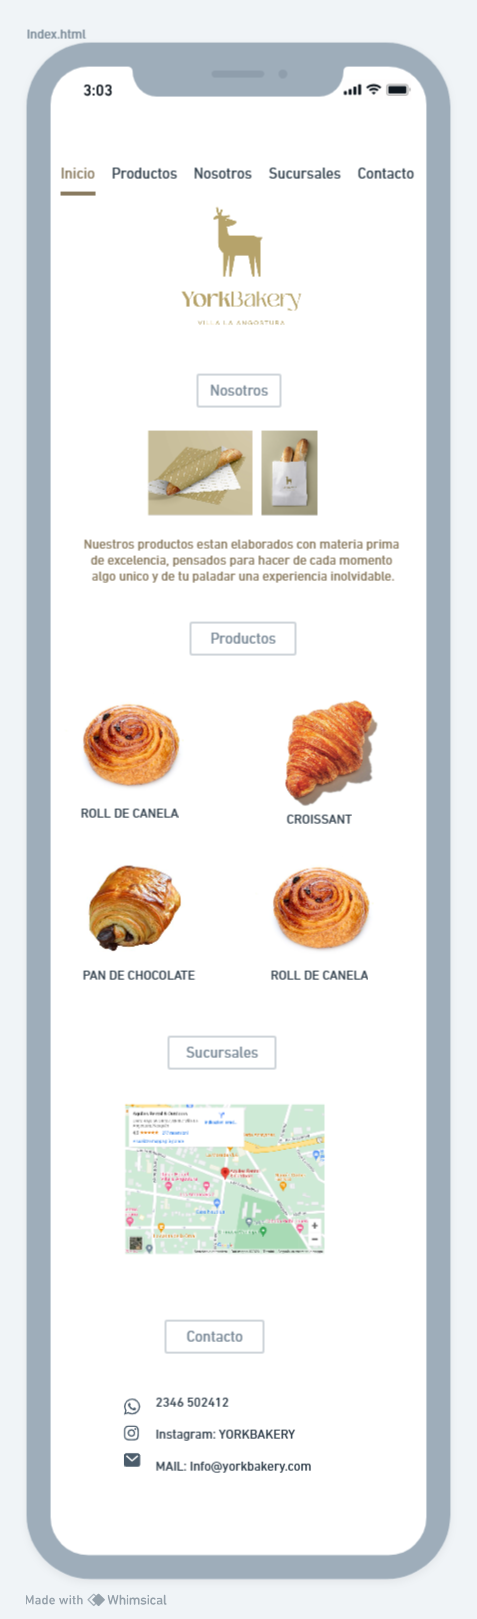 Index.html
3:03
Inicio Productos Nosotros Sucursales Contacto
YorkBakery
VILLA LA ANGOSTURA
Nosotros
Nuestros productos estan elaborados con materia prima
de excelencia, pensados para hacer de cada momento
algo unico y de tu paladar una experiencia inolvidable.
Productos
ROLL DE CANELA
CROISSANT
PAN DE CHOCOLATE
ROLL DE CANELA
Sucursales
Contacto
2346 502412
Instagram: YORKBAKERY
MAIL: Info@yorkbakery.com
Made with Whimsical